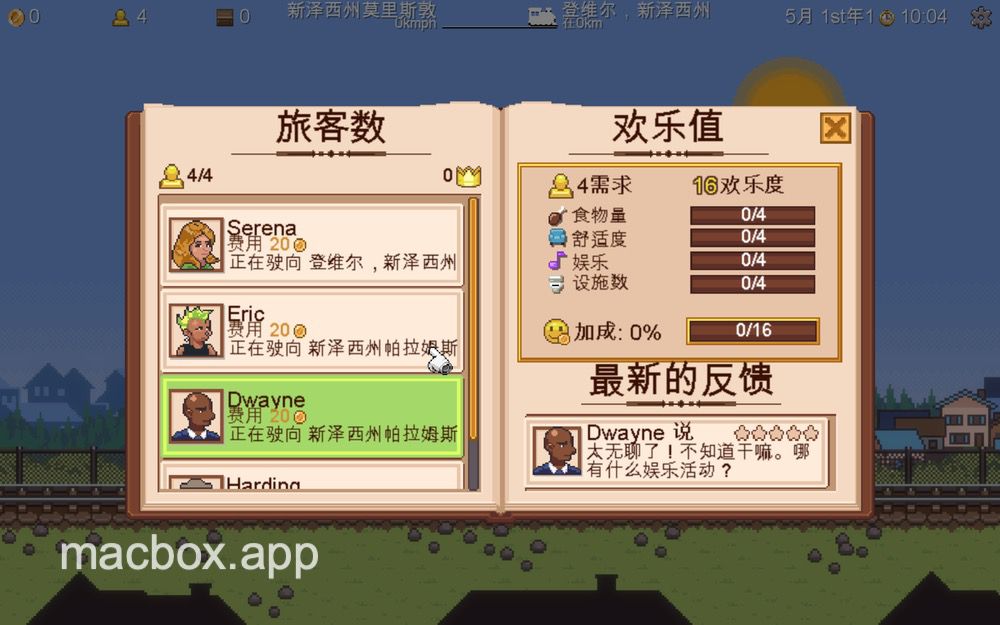 0
4
0
新泽西州莫里斯敦
0kmph
登维尔，新泽西州
在0km
5月 1st年1
10:04
旅客数
4/4
0
Serena
费用 20
正在驶向 登维尔，新泽西州
Eric
费用 20
正在驶向 新泽西州帕拉姆斯
Dwayne
费用 20
正在驶向 新泽西州帕拉姆斯
Harding
欢乐值
4需求
16欢乐度
食物量
0/4
舒适度
0/4
娱乐
0/4
设施数
0/4
加成: 0%
0/16
最新的反馈
Dwayne 说
太无聊了！不知道干嘛。哪
有什么娱乐活动？
macbox.app